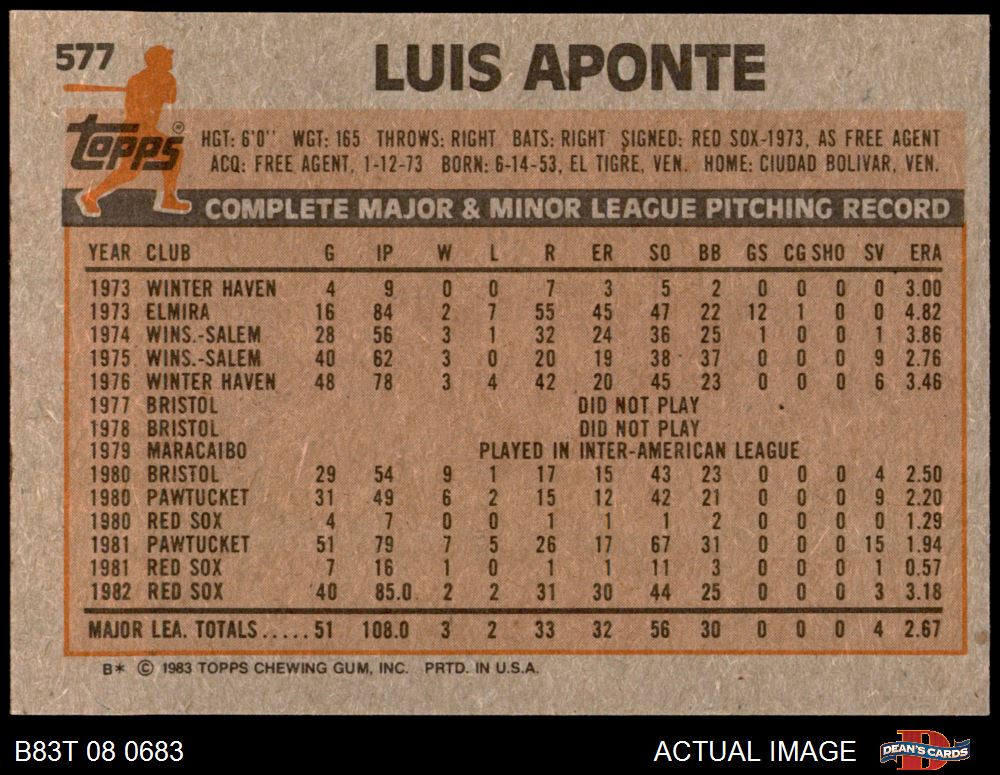 577
LUIS APONTE
topps®
HGT: 6'0'' WGT: 165 THROWS: RIGHT BATS: RIGHT SIGNED: RED SOX-1973, AS FREE AGENT
ACQ: FREE AGENT, 1-12-73 BORN: 6-14-53, EL TIGRE, VEN. HOME: CIUDAD BOLIVAR, VEN.
COMPLETE MAJOR & MINOR LEAGUE PITCHING RECORD
YEAR CLUB G IP W L R ER SO BB GS CG SHO SV ERA
1973 WINTER HAVEN 4 9 0 0 7 3 5 2 0 0 0 0 3.00
1973 ELMIRA 16 84 2 7 55 45 47 22 12 1 0 0 4.82
1974 WINS.-SALEM 28 56 3 1 32 24 36 25 1 0 0 1 3.86
1975 WINS.-SALEM 40 62 3 0 20 19 38 37 0 0 0 9 2.76
1976 WINTER HAVEN 48 78 3 4 42 20 45 23 0 0 0 6 3.46
1977 BRISTOL DID NOT PLAY
1978 BRISTOL DID NOT PLAY
1979 MARACAIBO PLAYED IN INTER-AMERICAN LEAGUE
1980 BRISTOL 29 54 9 1 17 15 43 23 0 0 0 4 2.50
1980 PAWTUCKET 31 49 6 2 15 12 42 21 0 0 0 9 2.20
1980 RED SOX 4 7 0 0 1 1 1 2 0 0 0 0 1.29
1981 PAWTUCKET 51 79 7 5 26 17 67 31 0 0 0 15 1.94
1981 RED SOX 7 16 1 0 1 1 11 3 0 0 0 1 0.57
1982 RED SOX 40 85.0 2 2 31 30 44 25 0 0 0 3 3.18
MAJOR LEA. TOTALS.....51 108.0 3 2 33 32 56 30 0 0 0 4 2.67
B* © 1983 TOPPS CHEWING GUM, INC. PRTD. IN U.S.A.
B83T 08 0683
ACTUAL IMAGE
DEAN'S CARDS